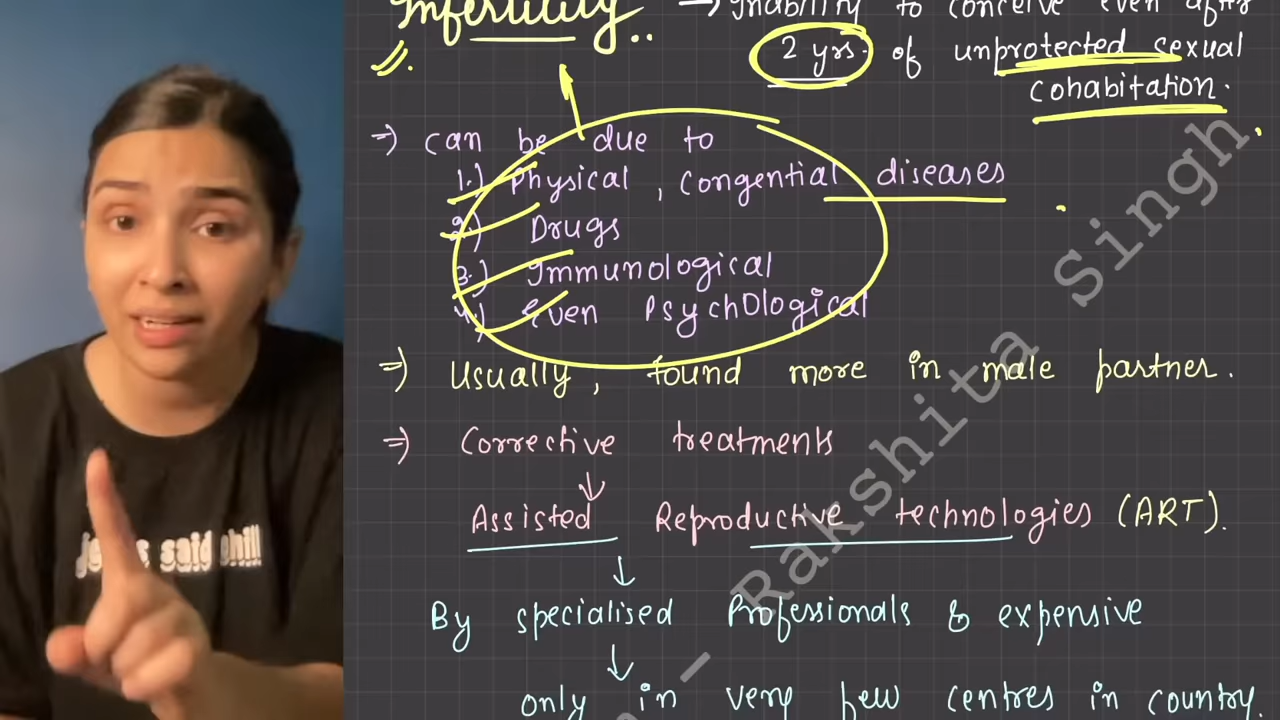 Infertility.. → Inability to conceive even after
2 yrs. of unprotected sexual
cohabitation.
⇒ can be due to
1.) Physical, congential diseases
2.) Drugs
3.) Immunological
4.) Even Psychological
⇒ Usually, found more in male partner.
⇒ Corrective treatments
↓
Assisted Reproductive technologies (ART).
↓
By specialised Professionals & expensive
↓
only in very few centres in country.
- Rakshita Singh
said chill